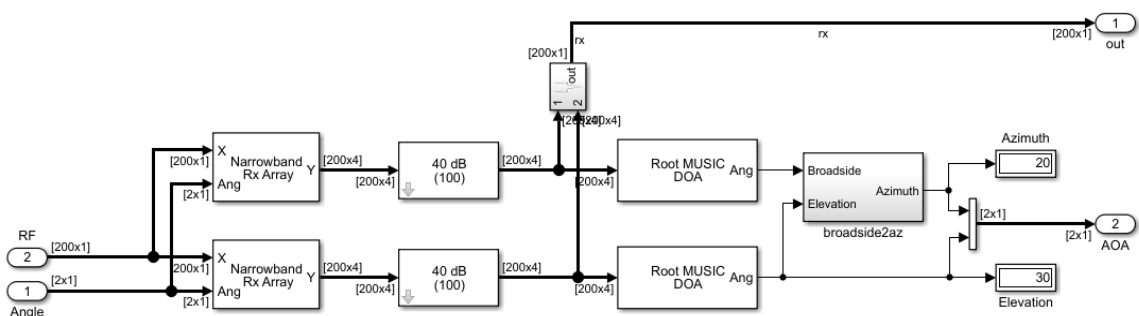 rx
[200x1]
rx
[200x1]
1
out
out
1
2
[200x4]
Azimuth
20
X
[200x1]
Ang
[2x1]
Narrowband
Rx Array
Y
[200x4]
[200x4]
40 dB
(100)
[200x4]
[200x4]
Root MUSIC
DOA
Ang
Broadside
Elevation
Azimuth
broadside2az
[2x1]
[2x1]
2
AOA
RF
2
[200x1]
1
Angle
[2x1]
X
200x1]
Ang
[2x1]
Narrowband
Rx Array
Y
[200x4]
[200x4]
40 dB
(100)
[200x4]
[200x4]
Root MUSIC
DOA
Ang
30
Elevation